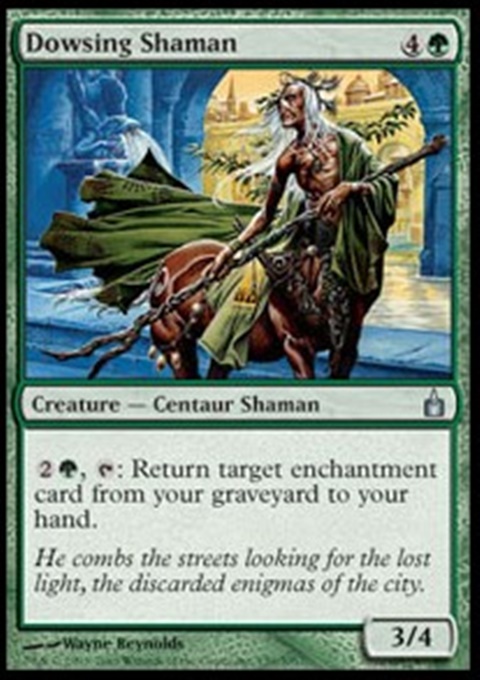 Dowsing Shaman 4
Creature — Centaur Shaman
2, : Return target enchantment
card from your graveyard to your
hand.
He combs the streets looking for the lost
light, the discarded enigmas of the city.
Wayne Reynolds
3/4